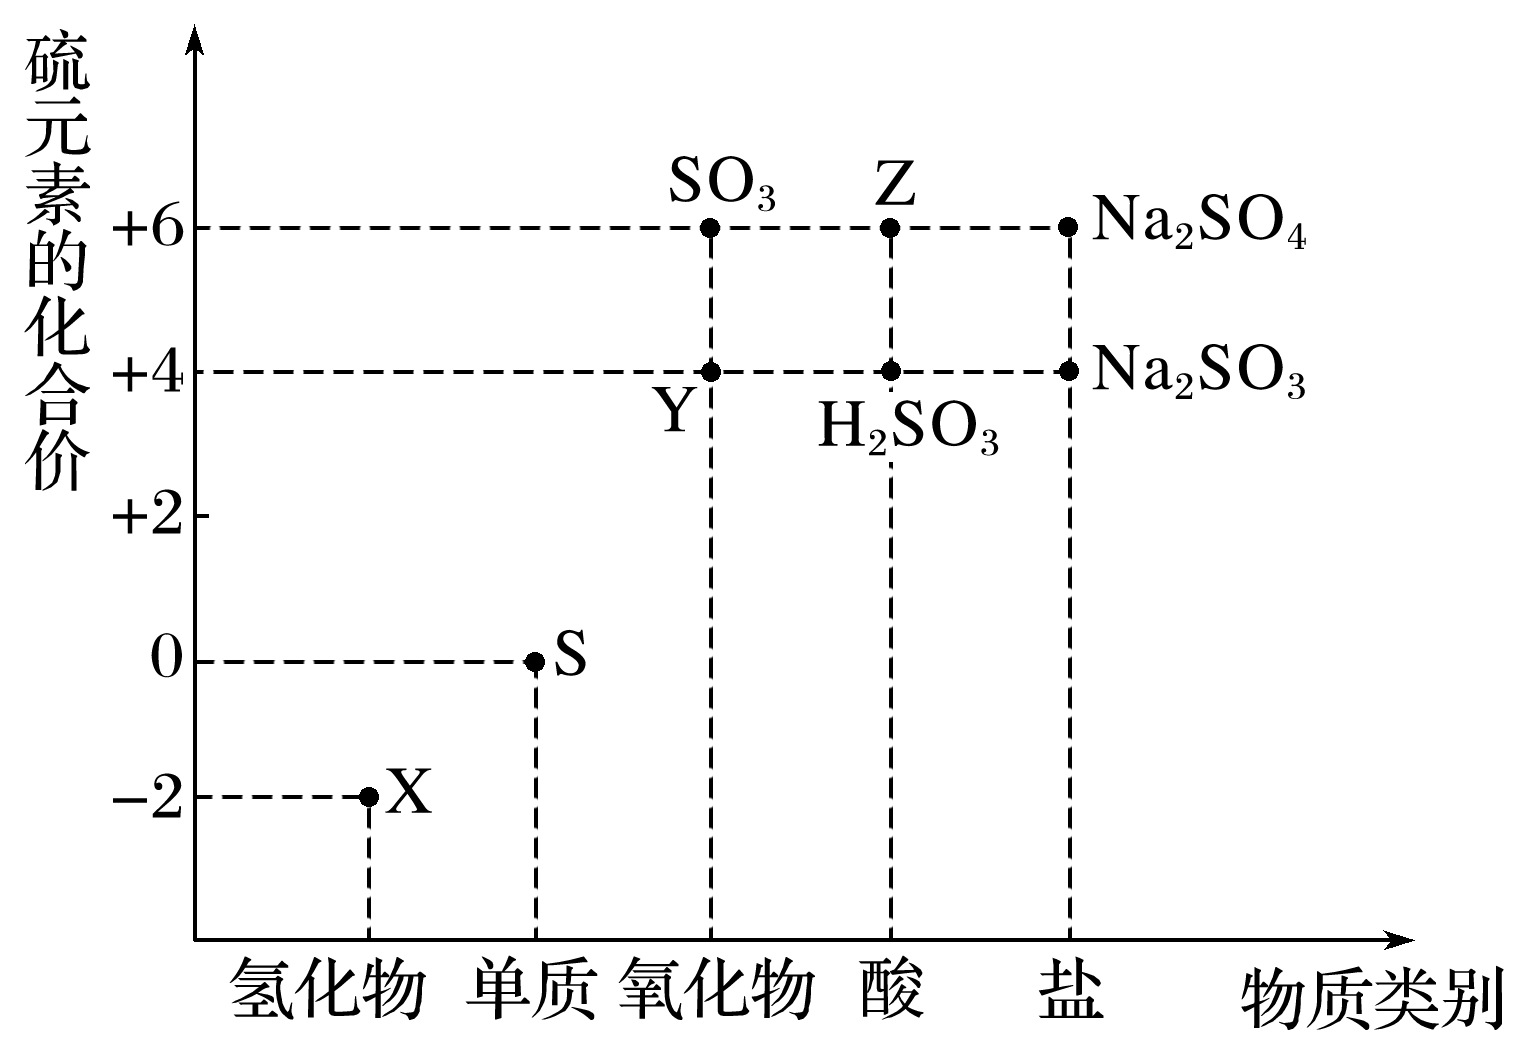 硫元素的化合价
SO₃ Z
+6 Na₂SO₄
+4 Na₂SO₃
Y H₂SO₃
+2
0 S
−2 X
氢化物 单质 氧化物 酸 盐 物质类别